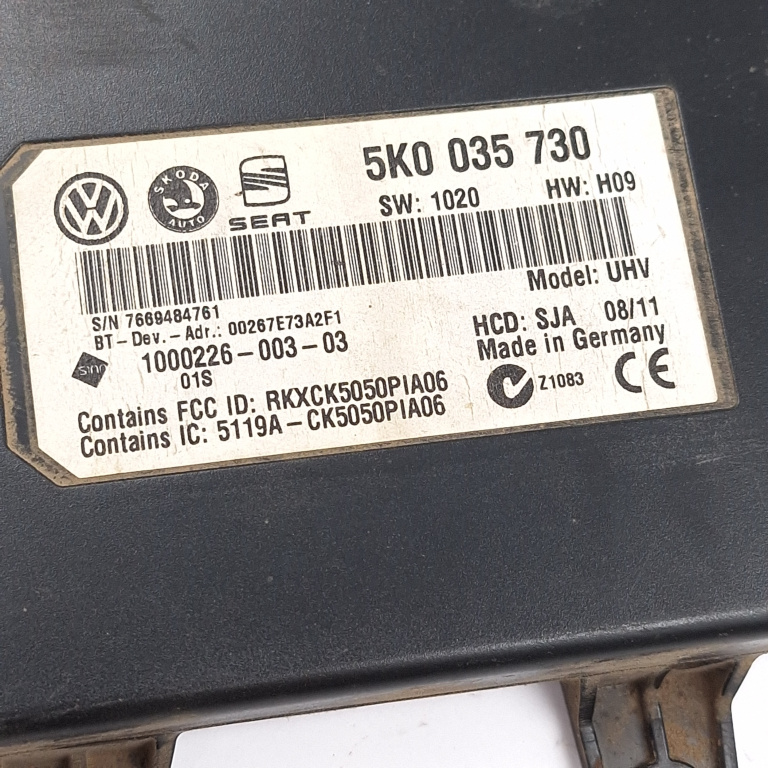 5K0 035 730
SKODA
AUTO
SEAT
SW: 1020 HW: H09
Model: UHV
S/N 7669484761
BT-Dev.-Adr.: 00267E73A2F1
HCD: SJA 08/11
1000226-003-03
Made in Germany
01S
Z1083 CE
Contains FCC ID: RKXCK5050PIA06
Contains IC: 5119A-CK5050PIA06